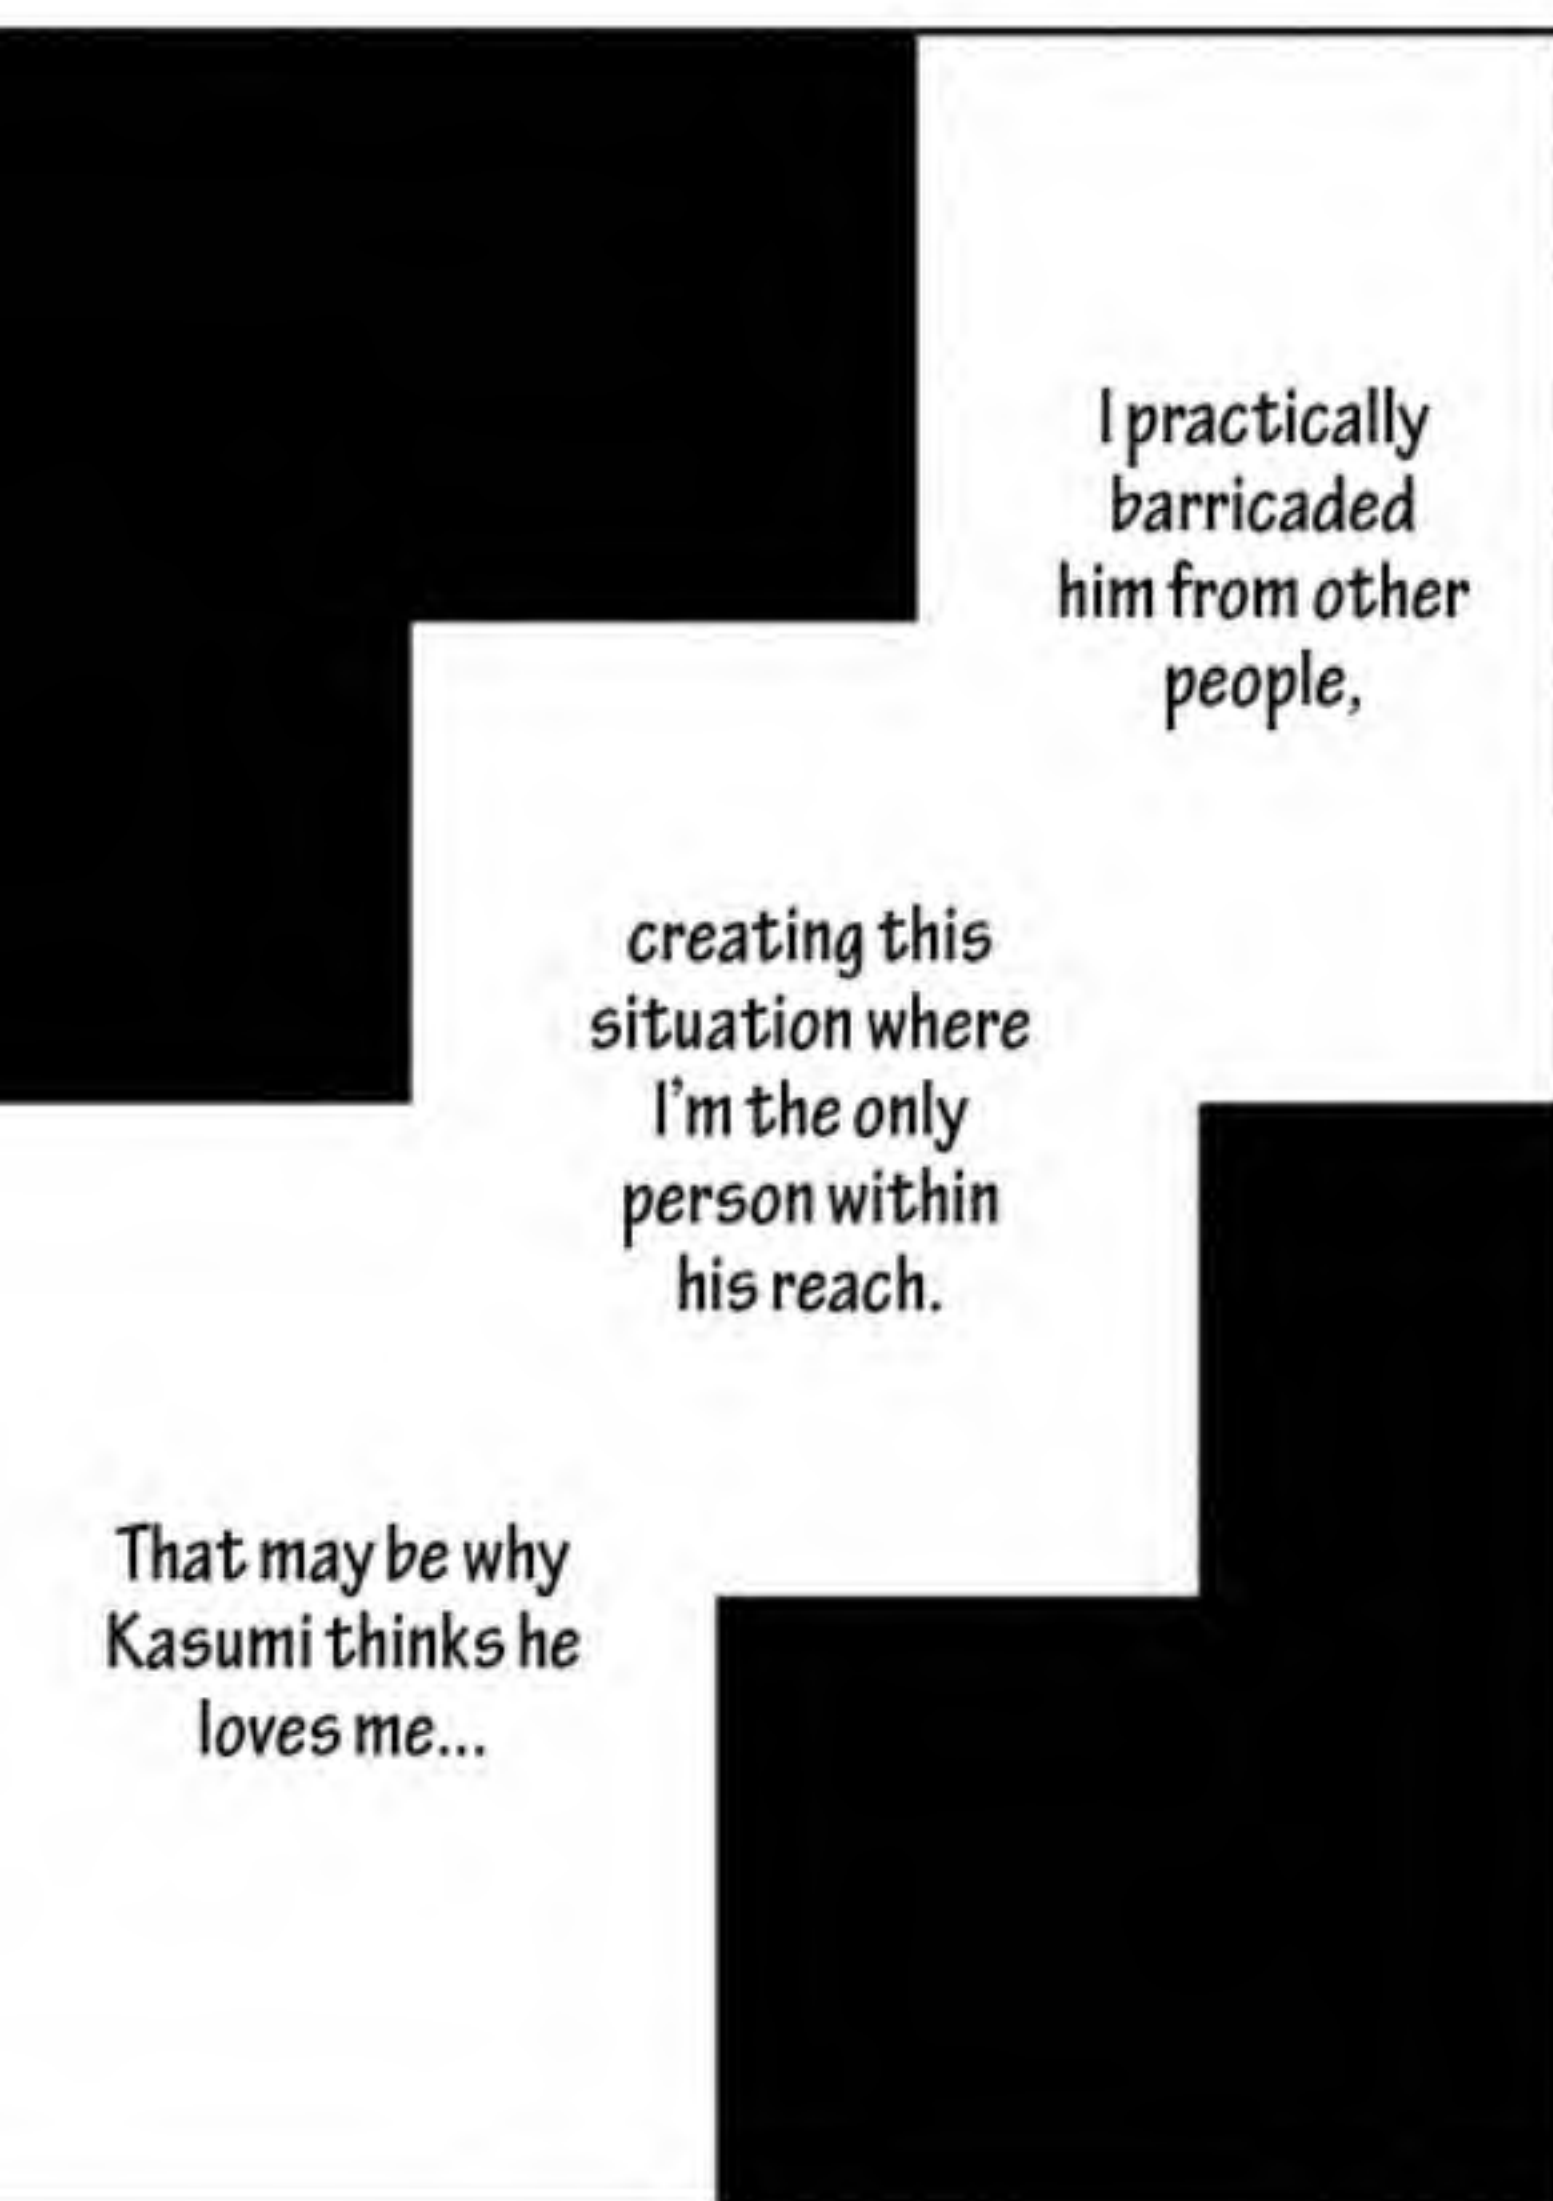 I practically
barricaded
him from other
people,
creating this
situation where
I'm the only
person within
his reach.
That may be why
Kasumi thinks he
loves me...